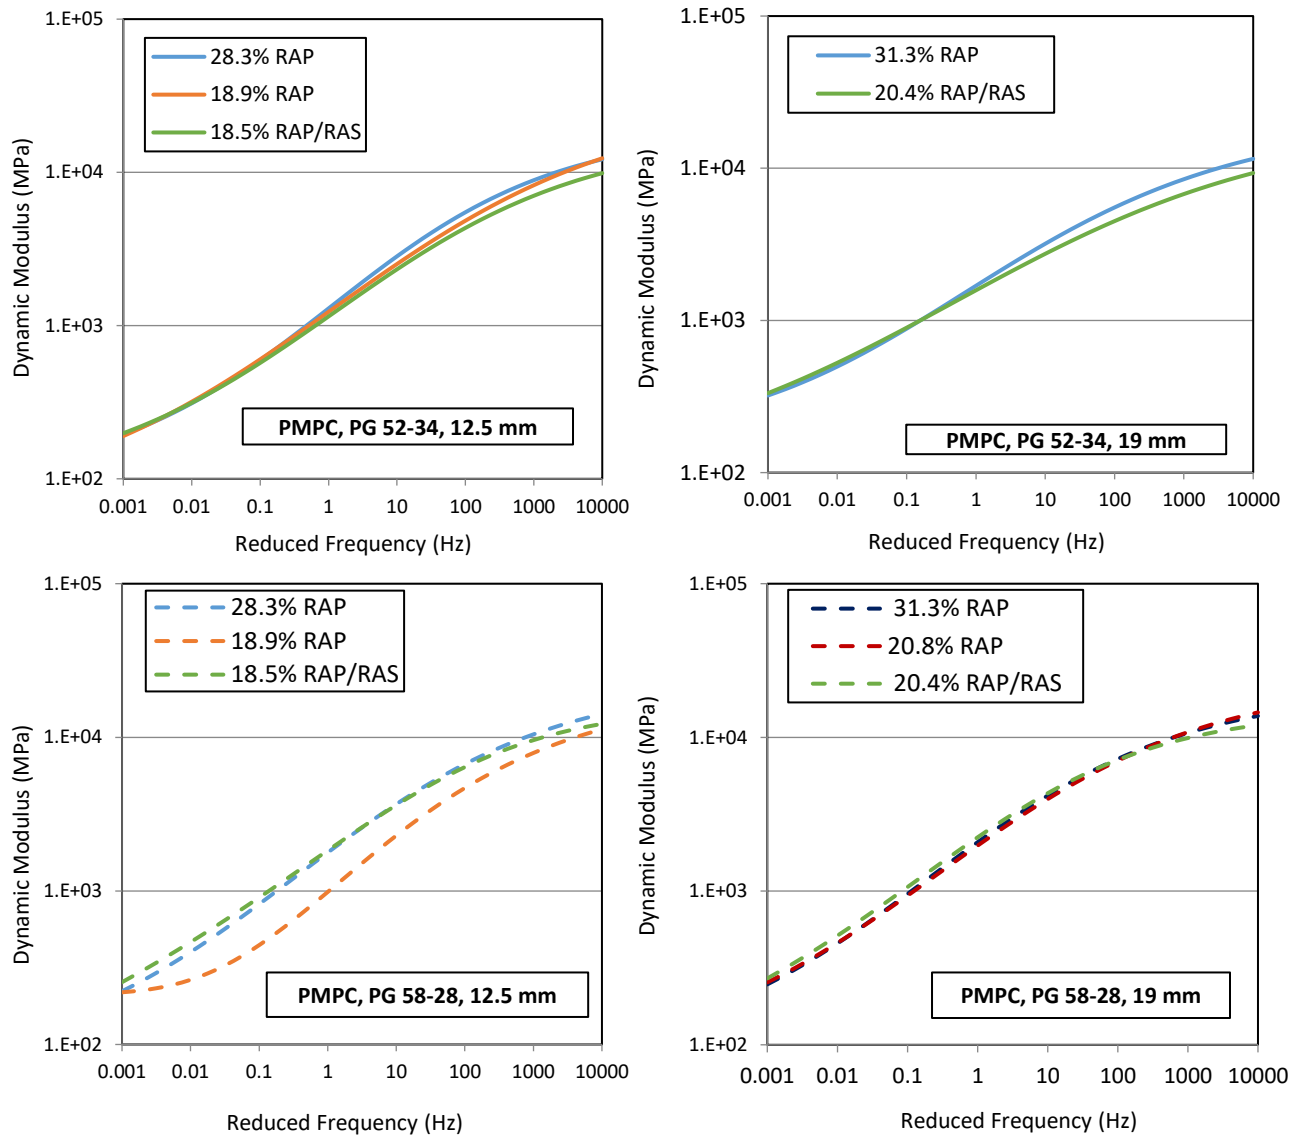 1.E+05
28.3% RAP
18.9% RAP
18.5% RAP/RAS
1.E+04
1.E+03
1.E+02
Dynamic Modulus (MPa)
PMPC, PG 52-34, 12.5 mm
0.001 0.01 0.1 1 10 100 1000 10000
Reduced Frequency (Hz)
1.E+05
31.3% RAP
20.4% RAP/RAS
1.E+04
1.E+03
1.E+02
Dynamic Modulus (MPa)
PMPC, PG 52-34, 19 mm
0.001 0.01 0.1 1 10 100 1000 10000
Reduced Frequency (Hz)
1.E+05
28.3% RAP
18.9% RAP
18.5% RAP/RAS
1.E+04
1.E+03
1.E+02
Dynamic Modulus (MPa)
PMPC, PG 58-28, 12.5 mm
0.001 0.01 0.1 1 10 100 1000 10000
Reduced Frequency (Hz)
1.E+05
31.3% RAP
20.8% RAP
20.4% RAP/RAS
1.E+04
1.E+03
1.E+02
Dynamic Modulus (MPa)
PMPC, PG 58-28, 19 mm
0.001 0.01 0.1 1 10 100 1000 10000
Reduced Frequency (Hz)